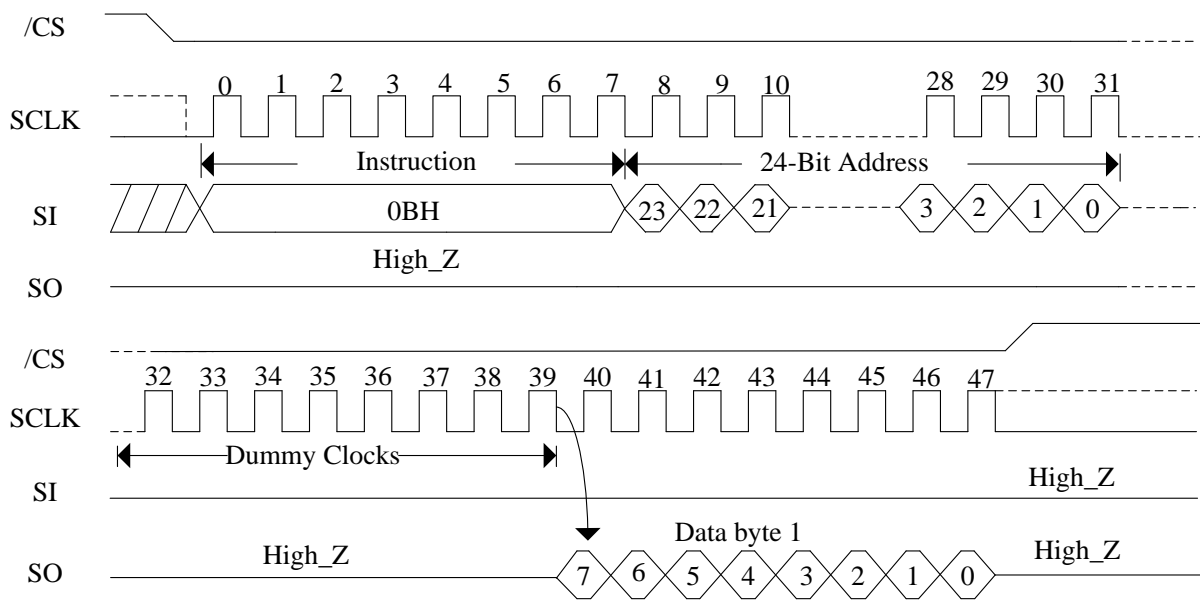 /CS
0 1 2 3 4 5 6 7 8 9 10 28 29 30 31
SCLK
Instruction 24-Bit Address
SI 0BH 23 22 21 3 2 1 0
High_Z
SO
/CS
32 33 34 35 36 37 38 39 40 41 42 43 44 45 46 47
SCLK
Dummy Clocks
SI High_Z
Data byte 1
SO High_Z 7 6 5 4 3 2 1 0 High_Z